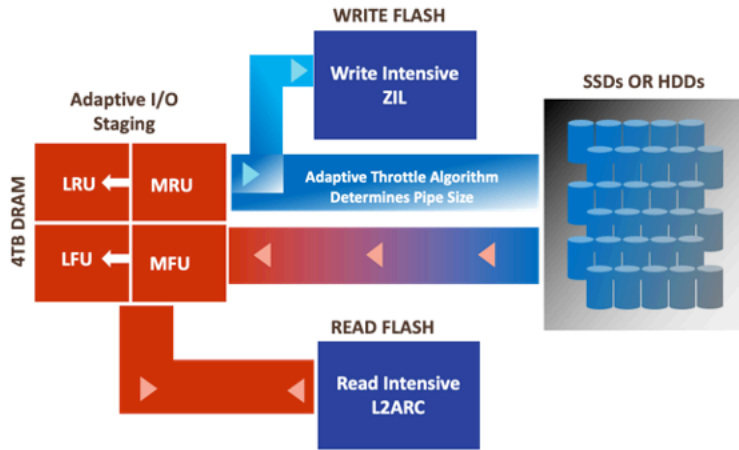 WRITE FLASH
Write Intensive
ZIL
SSDs OR HDDs
Adaptive I/O
Staging
4TB DRAM
LRU
MRU
Adaptive Throttle Algorithm
Determines Pipe Size
LFU
MFU
READ FLASH
Read Intensive
L2ARC